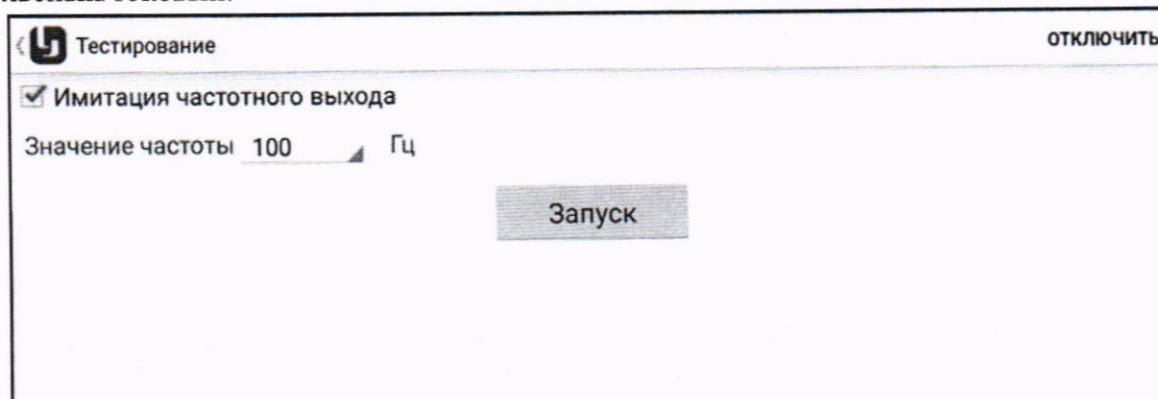 Тестирование
ОТКЛЮЧИТЬ
Имитация частотного выхода
Значение частоты 100 Гц
Запуск